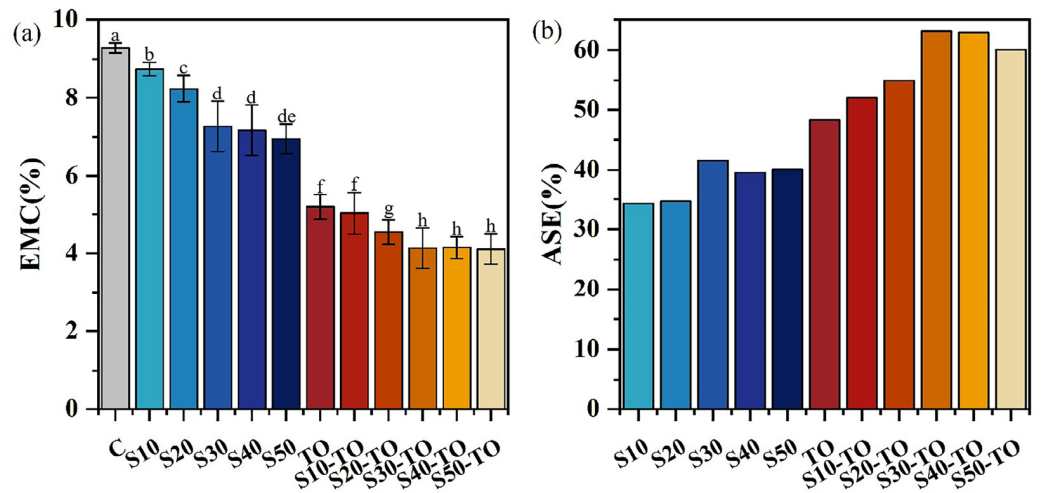 (a)
EMC(%)
10
8
6
4
2
0
a
b
c
d
d
de
f
f
g
h
h
h
C
S10
S20
S30
S40
S50
TO
S10-TO
S20-TO
S30-TO
S40-TO
S50-TO
(b)
ASE(%)
60
50
40
30
20
10
0
S10
S20
S30
S40
S50
TO
S10-TO
S20-TO
S30-TO
S40-TO
S50-TO